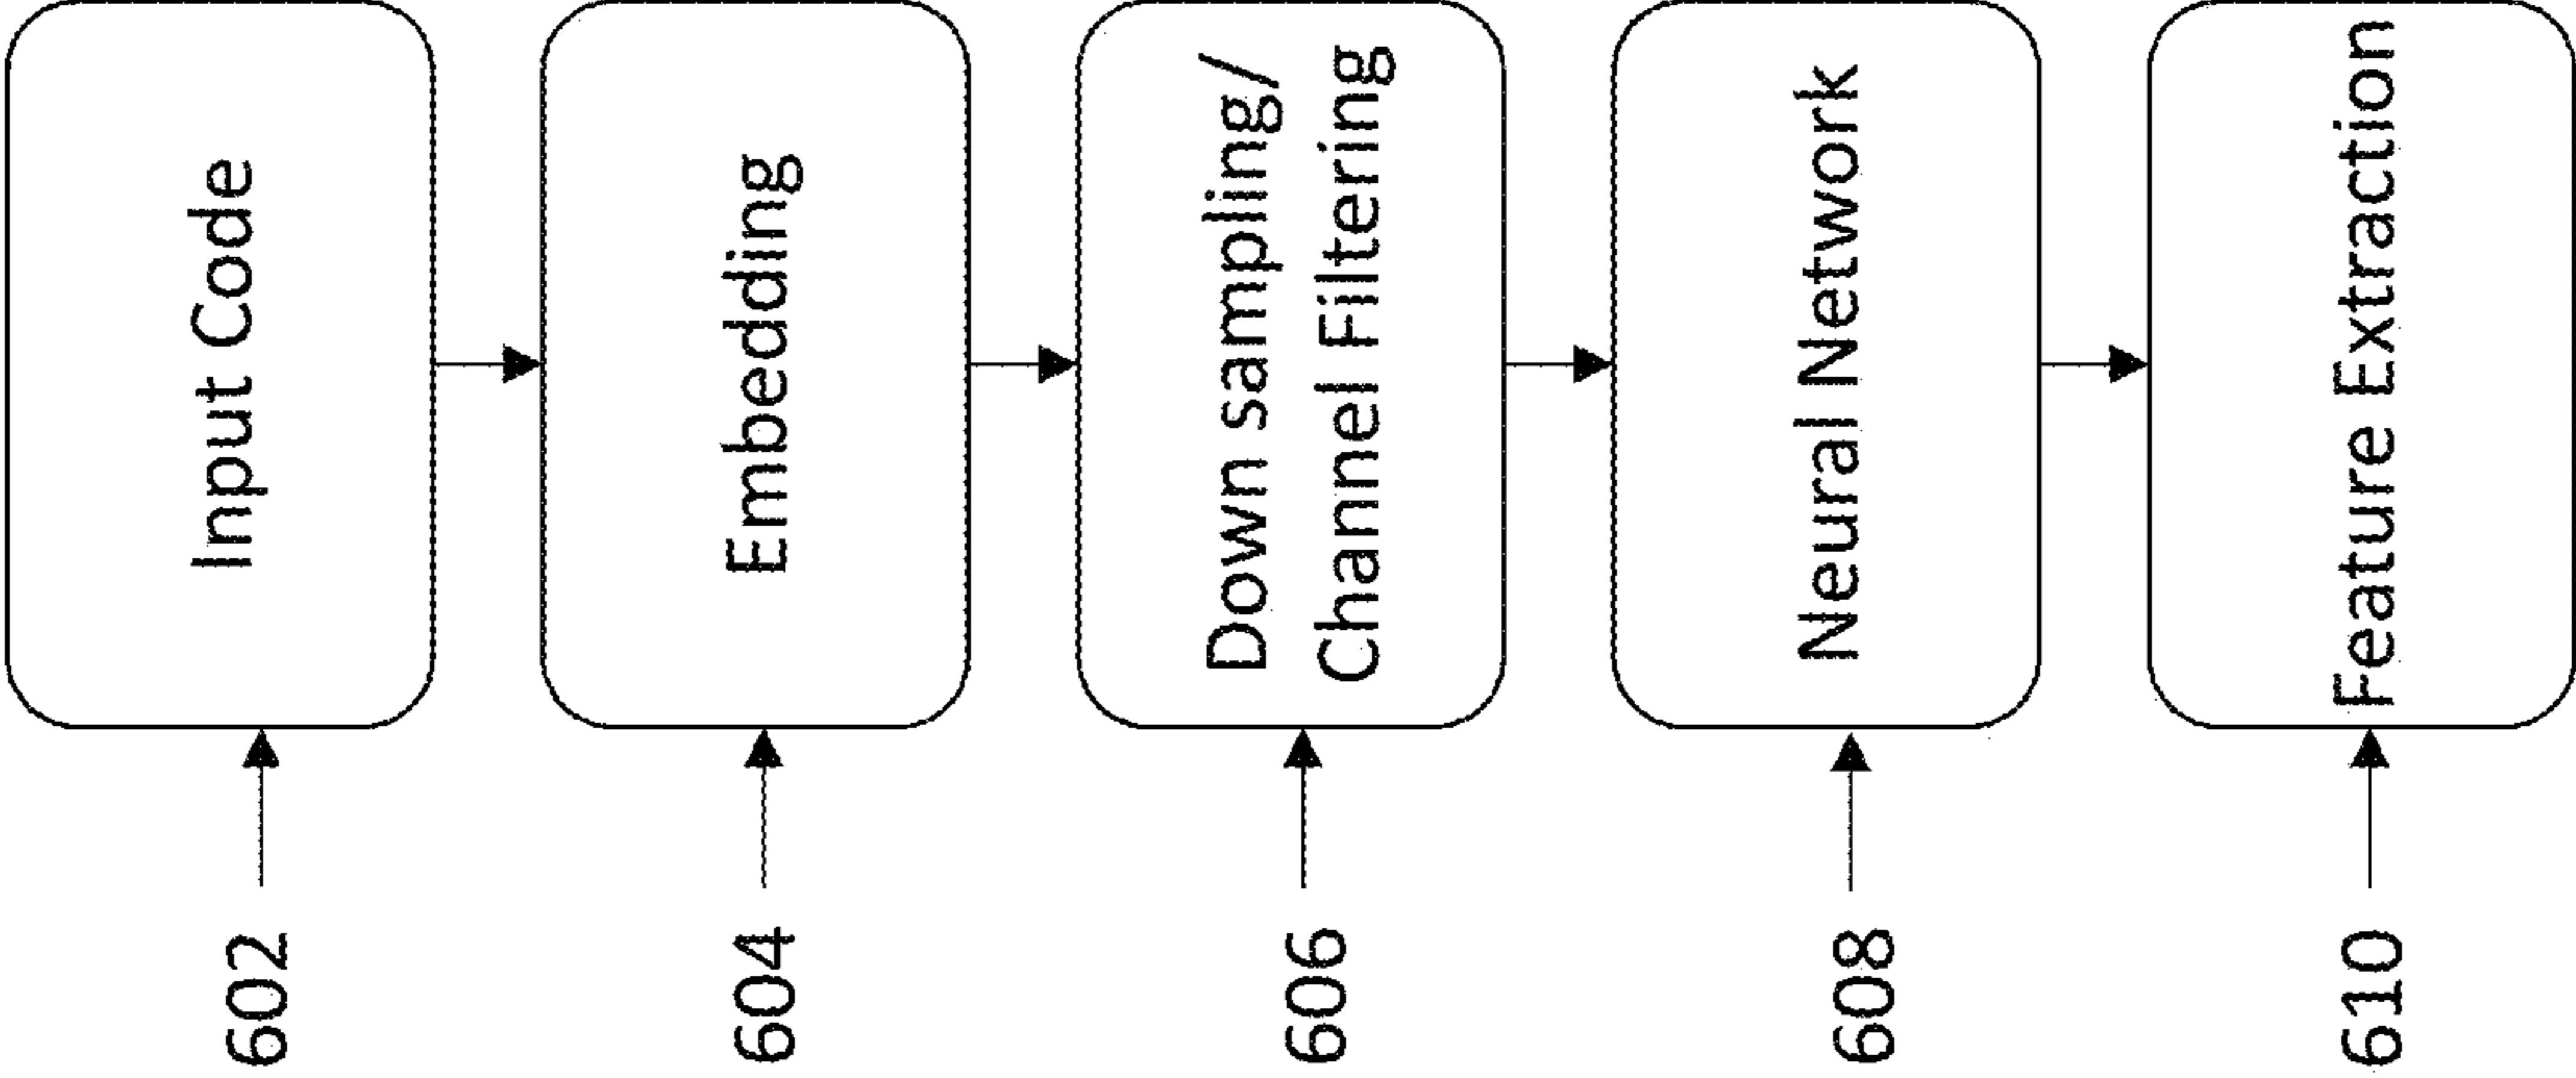 602
Input Code
604
Embedding
606
Down sampling/
Channel Filtering
608
Neural Network
610
Feature Extraction